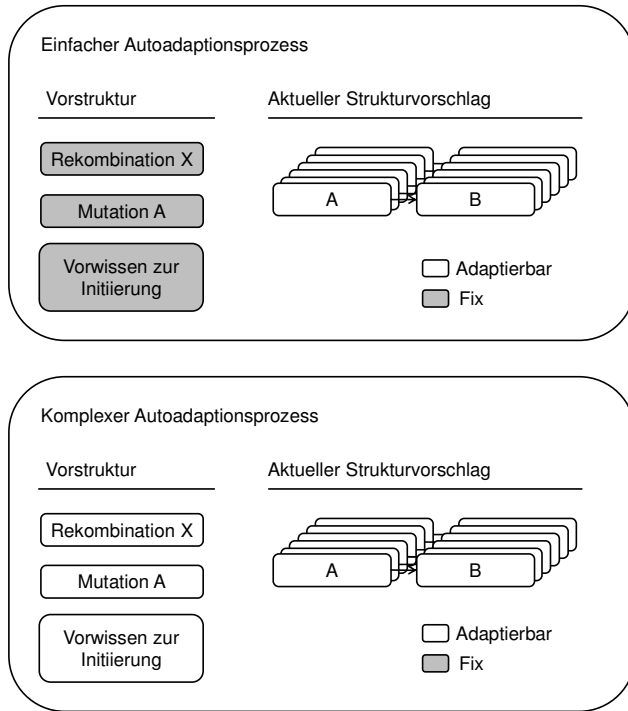 Einfacher Autoadaptionsprozess
Vorstruktur
Aktueller Strukturvorschlag
Rekombination X
Mutation A
Vorwissen zur
Initiierung
A
B
Adaptierbar
Fix
Komplexer Autoadaptionsprozess
Vorstruktur
Aktueller Strukturvorschlag
Rekombination X
Mutation A
Vorwissen zur
Initiierung
A
B
Adaptierbar
Fix